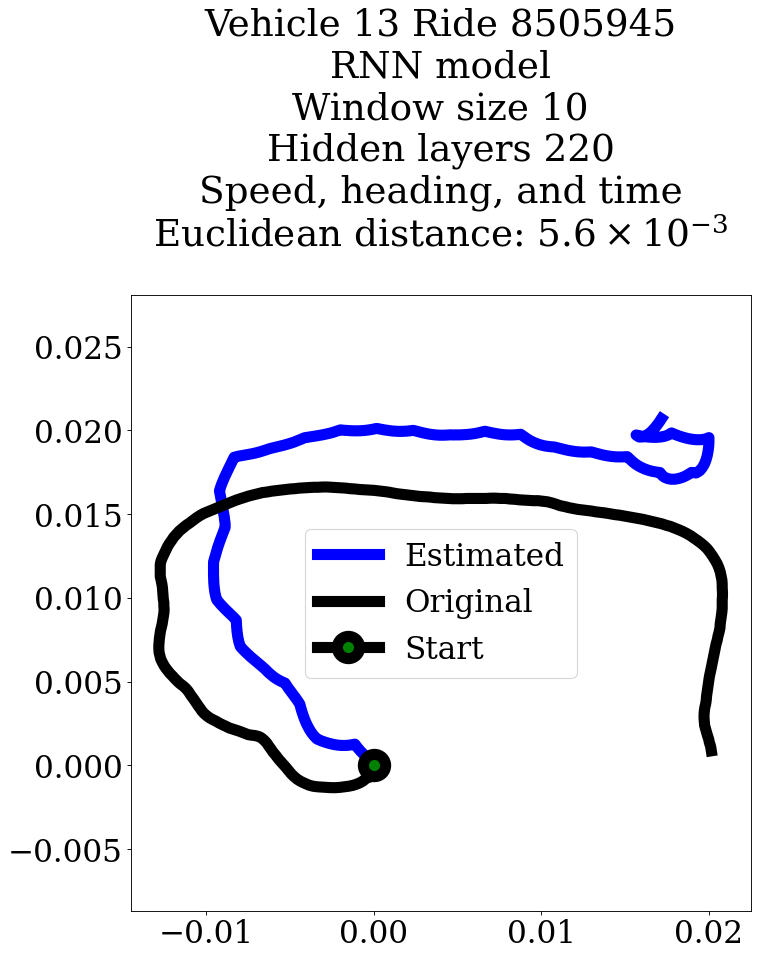 Vehicle 13 Ride 8505945
RNN model
Window size 10
Hidden layers 220
Speed, heading, and time
Euclidean distance: 5.6 × 10⁻³
0.025
0.020
0.015
0.010
0.005
0.000
−0.005
Estimated
Original
Start
−0.01 0.00 0.01 0.02